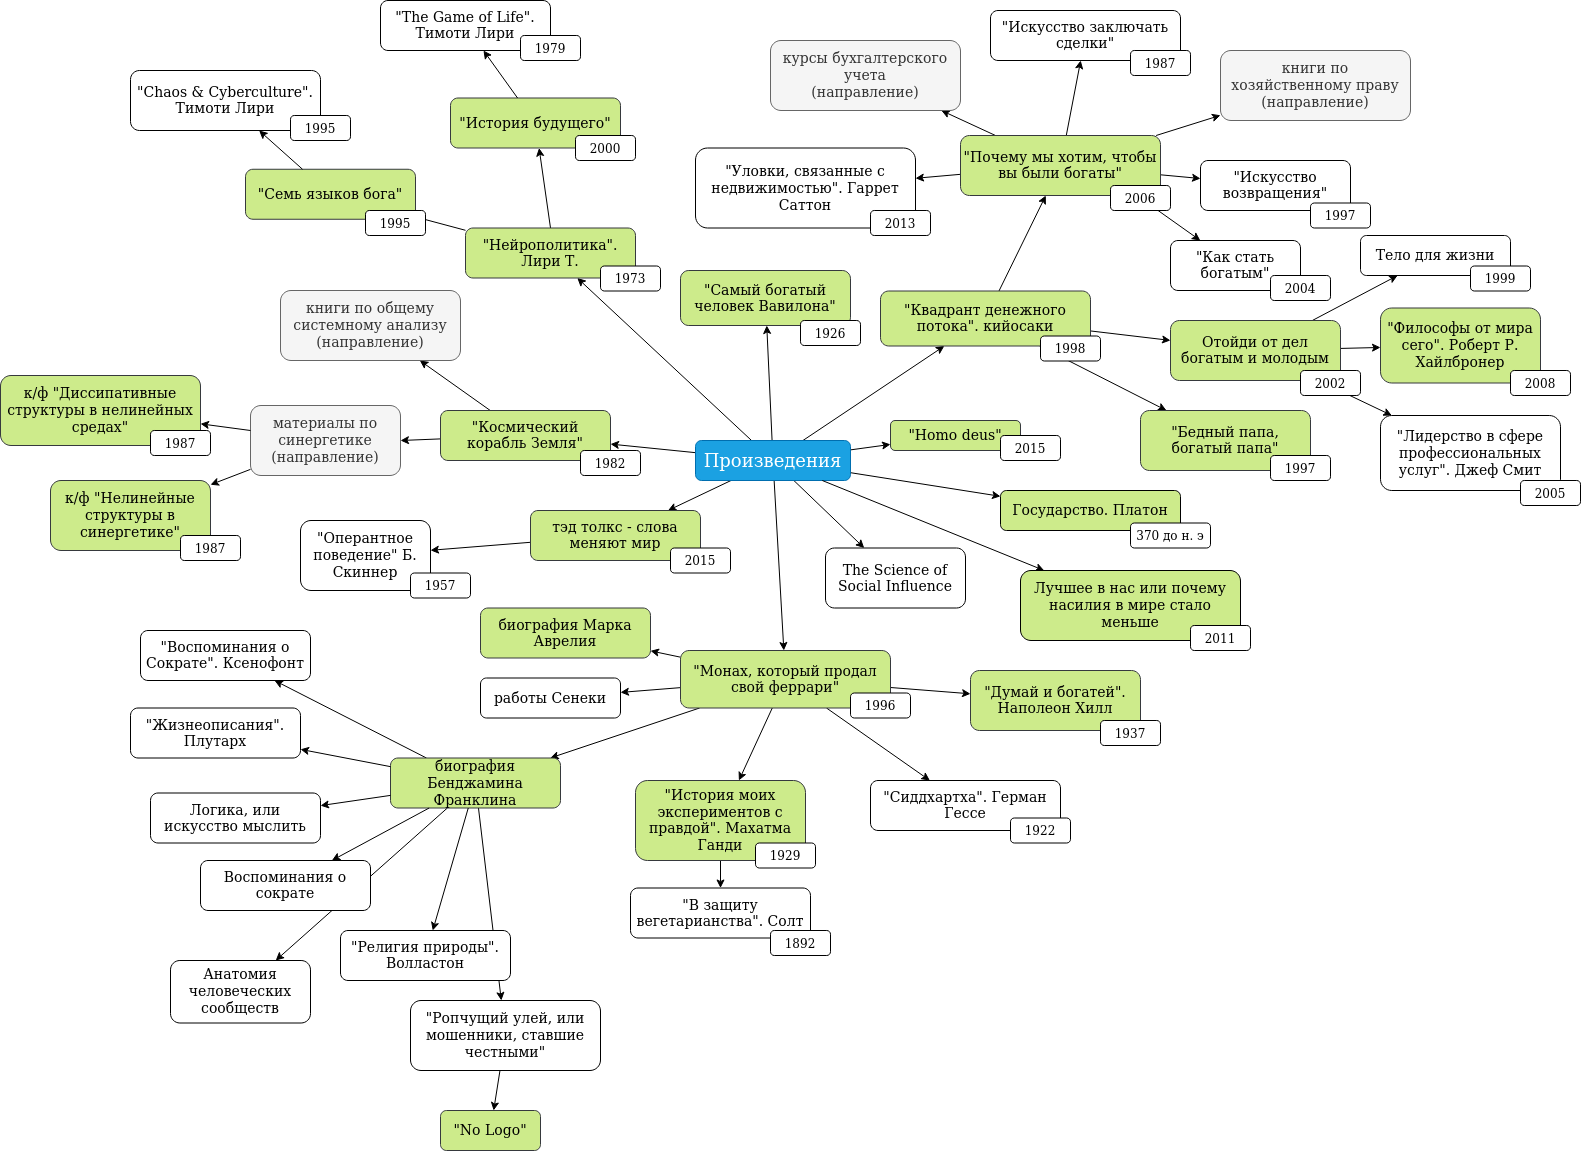 "The Game of Life".
Тимоти Лири
1979
"Искусство заключать
сделки"
1987
курсы бухгалтерского
учета
(направление)
книги по
хозяйственному праву
(направление)
"Chaos & Cyberculture".
Тимоти Лири
1995
"История будущего"
2000
"Почему мы хотим, чтобы
вы были богаты"
2006
"Уловки, связанные с
недвижимостью". Гаррет
Саттон
2013
"Искусство
возвращения"
1997
"Семь языков бога"
1995
"Нейрополитика".
Лири Т.
1973
"Как стать
богатым"
2004
Тело для жизни
1999
"Самый богатый
человек Вавилона"
1926
"Квадрант денежного
потока". кийосаки
1998
книги по общему
системному анализу
(направление)
Отойди от дел
богатым и молодым
2002
"Философы от мира
сего". Роберт Р.
Хайлбронер
2008
к/ф "Диссипативные
структуры в нелинейных
средах"
1987
материалы по
синергетике
(направление)
"Космический
корабль Земля"
1982
Произведения
"Homo deus"
2015
"Бедный папа,
богатый папа"
1997
"Лидерство в сфере
профессиональных
услуг". Джеф Смит
2005
к/ф "Нелинейные
структуры в
синергетике"
1987
"Оперантное
поведение" Б.
Скиннер
1957
тэд толкс - слова
меняют мир
2015
Государство. Платон
370 до н. э
The Science of
Social Influence
Лучшее в нас или почему
насилия в мире стало
меньше
2011
биография Марка
Аврелия
"Воспоминания о
Сократе". Ксенофонт
работы Сенеки
"Монах, который продал
свой феррари"
1996
"Думай и богатей".
Наполеон Хилл
1937
"Жизнеописания".
Плутарх
биография
Бенджамина
Франклина
Логика, или
искусство мыслить
"История моих
экспериментов с
правдой". Махатма
Ганди
1929
"Сиддхартха". Герман
Гессе
1922
Воспоминания о
сократе
"В защиту
вегетарианства". Солт
1892
"Религия природы".
Волластон
Анатомия
человеческих
сообществ
"Ропчущий улей, или
мошенники, ставшие
честными"
"No Logo"